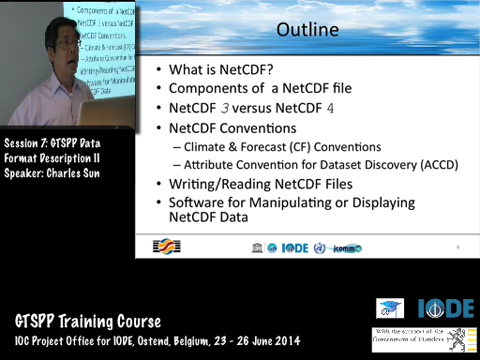 Outline
• What is NetCDF?
• Components of a NetCDF file
• NetCDF 3 versus NetCDF 4
• NetCDF Conventions
– Climate & Forecast (CF) Conventions
– Attribute Convention for Dataset Discovery (ACCD)
• Writing/Reading NetCDF Files
• Software for Manipulating or Displaying
NetCDF Data
IODE
jcomm
Session 7: GTSPP Data
Format Description II
Speaker: Charles Sun
GTSPP Training Course
IOC Project Office for IODE, Ostend, Belgium, 23 - 26 June 2014
IODE
With the support of the
Government of Flanders